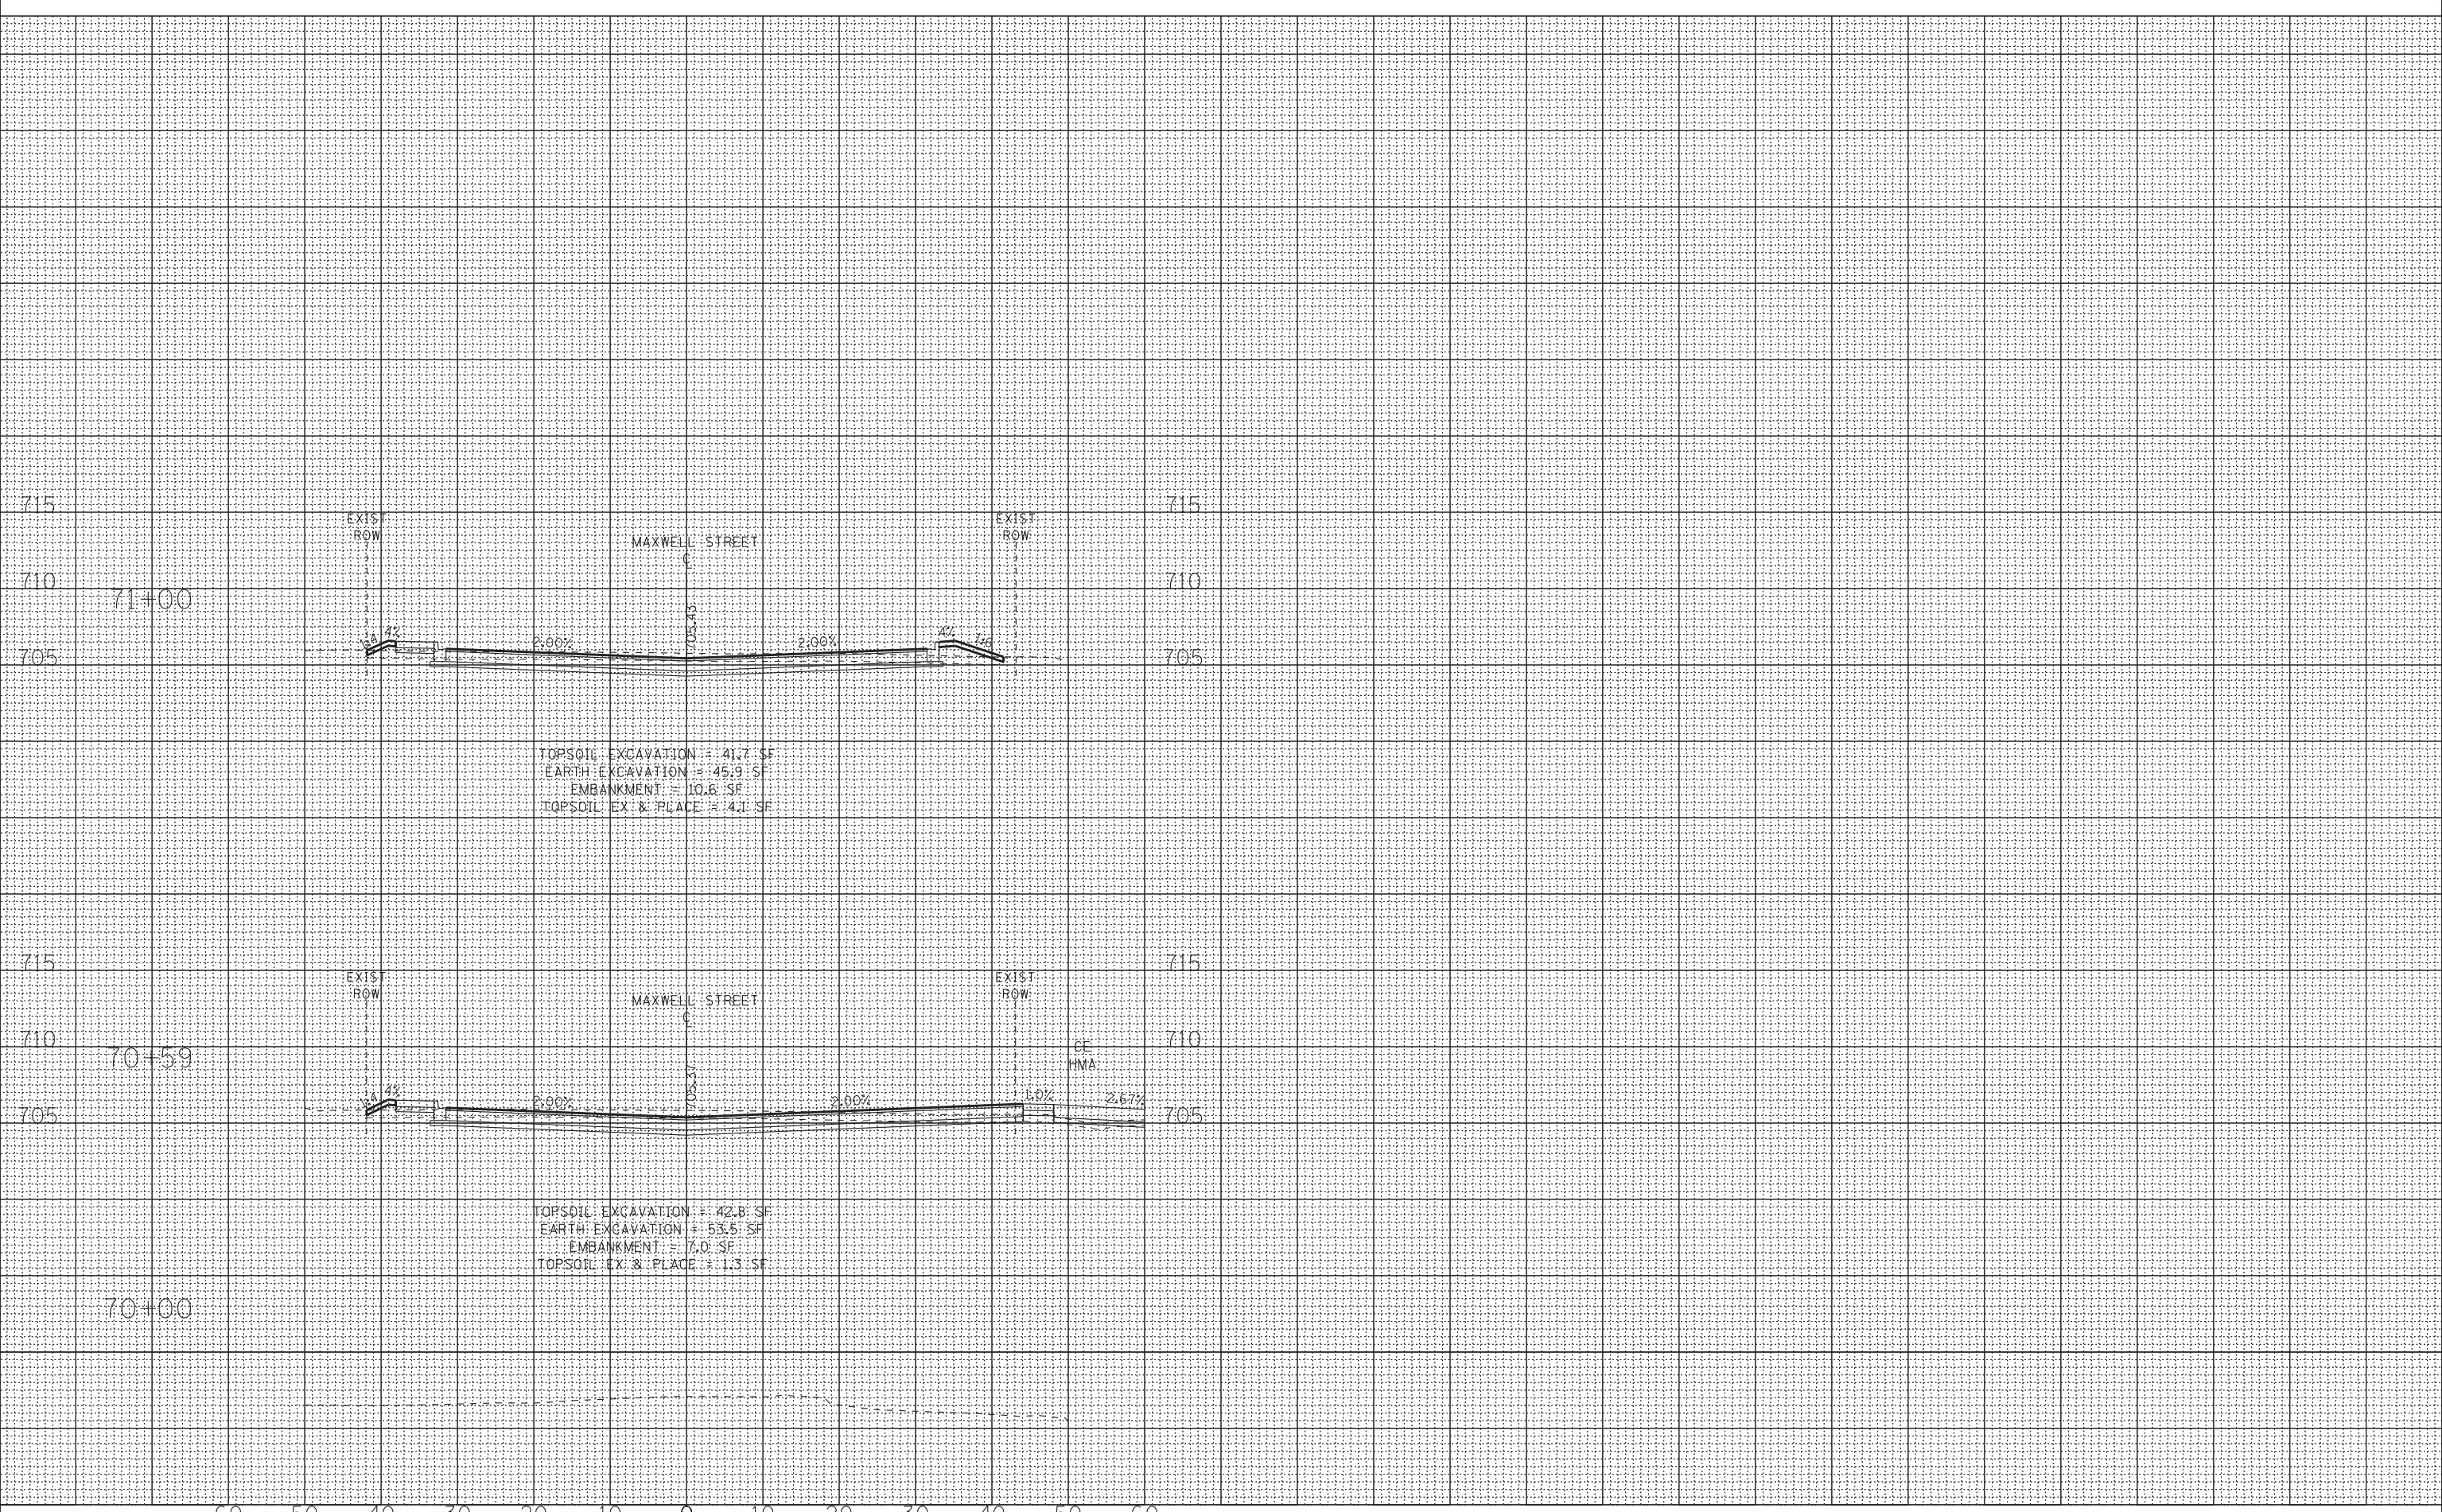 715
715
EXIST
ROW
EXIST
ROW
MAXWELL STREET
CL
710
710
71+00
705.43
1:4
4%
2.00%
2.00%
4%
1:6
705
705
TOPSOIL EXCAVATION = 41.7 SF
EARTH EXCAVATION = 45.9 SF
EMBANKMENT = 10.6 SF
TOPSOIL EX & PLACE = 4.1 SF
715
715
EXIST
ROW
EXIST
ROW
MAXWELL STREET
CL
710
710
70+59
CE
HMA
705.37
1:4
4%
2.00%
2.00%
1.0%
2.67%
705
705
TOPSOIL EXCAVATION = 42.8 SF
EARTH EXCAVATION = 53.5 SF
EMBANKMENT = 7.0 SF
TOPSOIL EX & PLACE = 1.3 SF
70+00
60 50 40 30 20 10 0 10 20 30 40 50 60